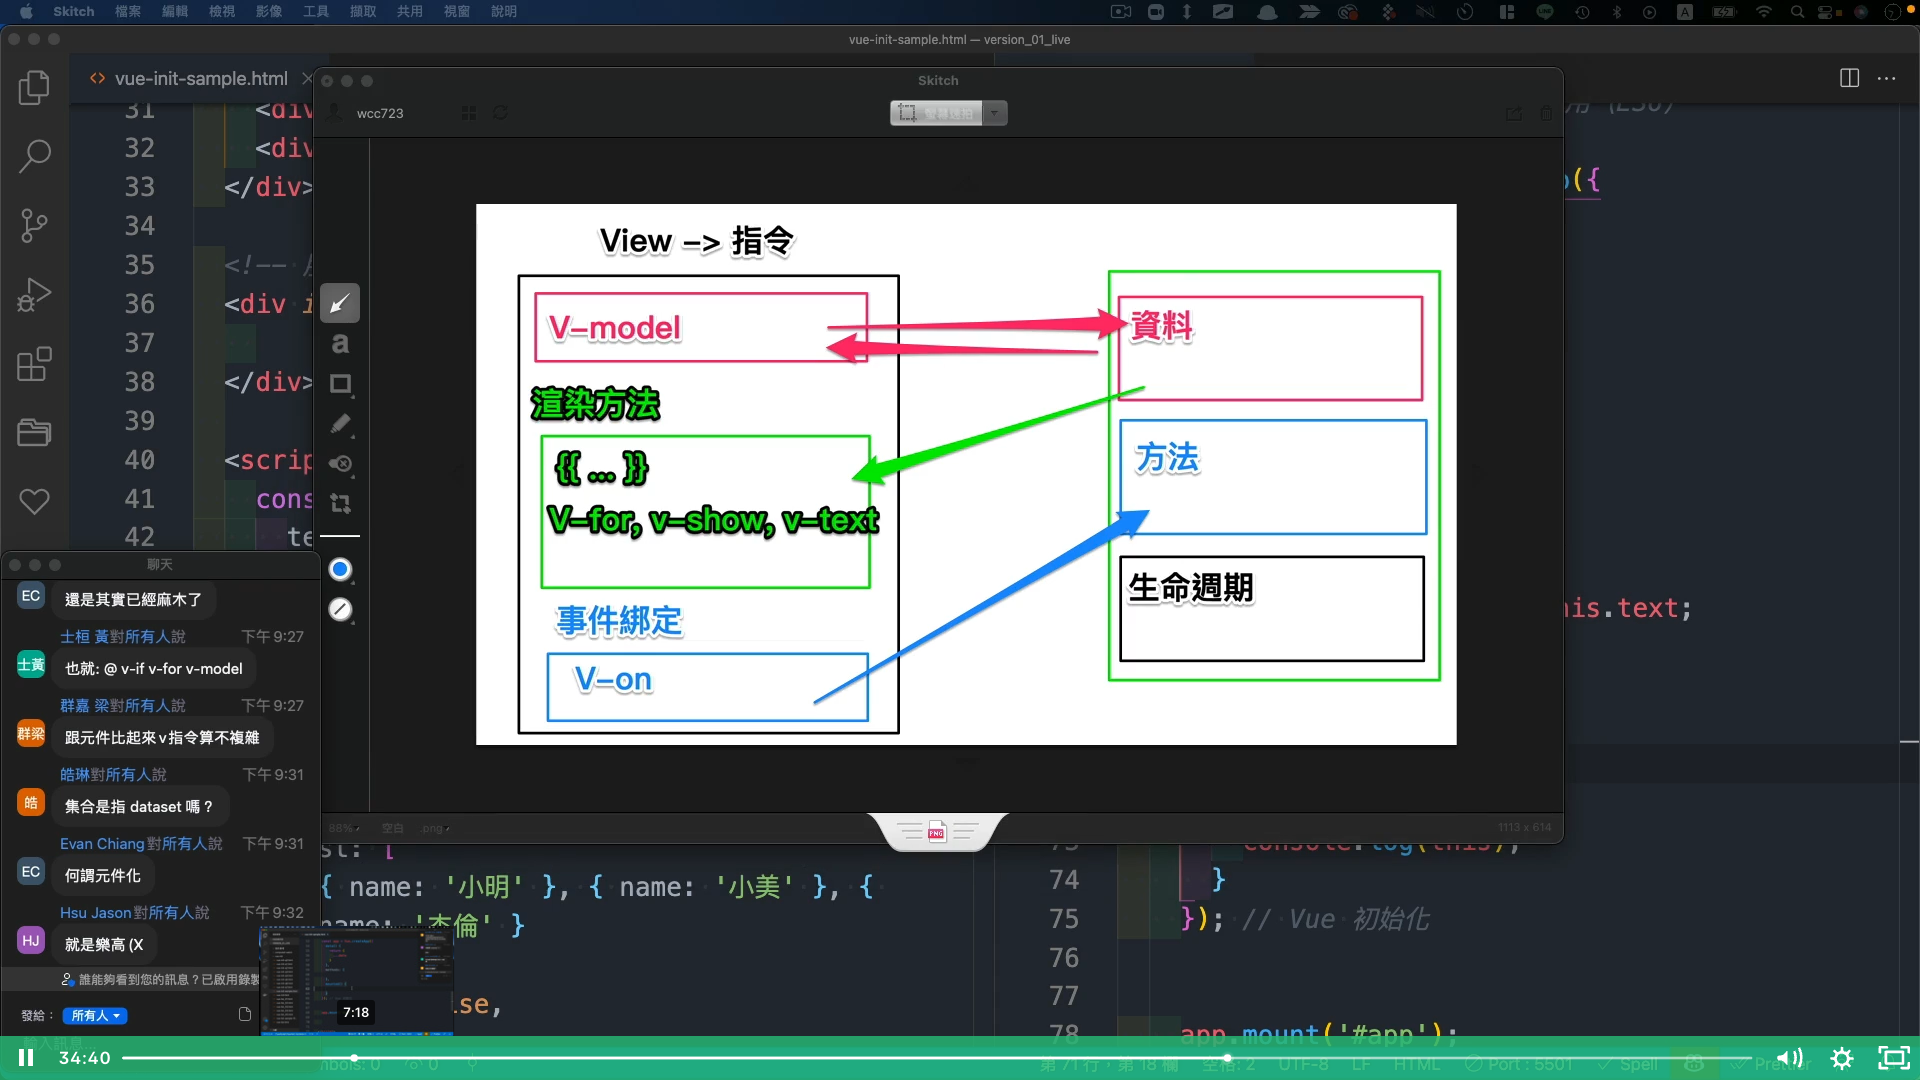 Skitch 檔案 編輯 檢視 影像 工具 擷取 共用 視窗 說明
vue-init-sample.html — version_01_live
vue-init-sample.html
Skitch
wcc723
螢幕快拍
31 <div
32 <div
33 </div>
34
35 <!--
36 <div
37
38 </div>
39
40 <scrip
41 cons
42 te
({
his.text;
View –> 指令
V–model
渲染方法
{{ ... }}
V–for, v–show, v–text
事件綁定
V–on
資料
方法
生命週期
88%
空白
.png
PNG
1113 x 614
聊天
EC
還是其實已經麻木了
士桓 黃對所有人說 下午 9:27
士黃
也就: @ v-if v-for v-model
群嘉 梁對所有人說 下午 9:27
群梁
跟元件比起來 v 指令算不複雜
皓琳對所有人說 下午 9:31
皓
集合是指 dataset 嗎？
Evan Chiang對所有人說 下午 9:31
EC
何謂元件化
Hsu Jason對所有人說 下午 9:32
HJ
就是樂高 (X
誰能夠看到您的訊息？已啟用錄製
發給： 所有人
st: [
{ name: '小明' }, { name: '小美' }, {
name: '杰倫' }
lse,
73 console.log(this);
74 }
75 }); // Vue 初始化
76
77
78 app.mount('#app');
7:18
34:40
第 71 行，第 18 欄 空格: 2 UTF-8 LF HTML Port : 5501 Spell Prettier